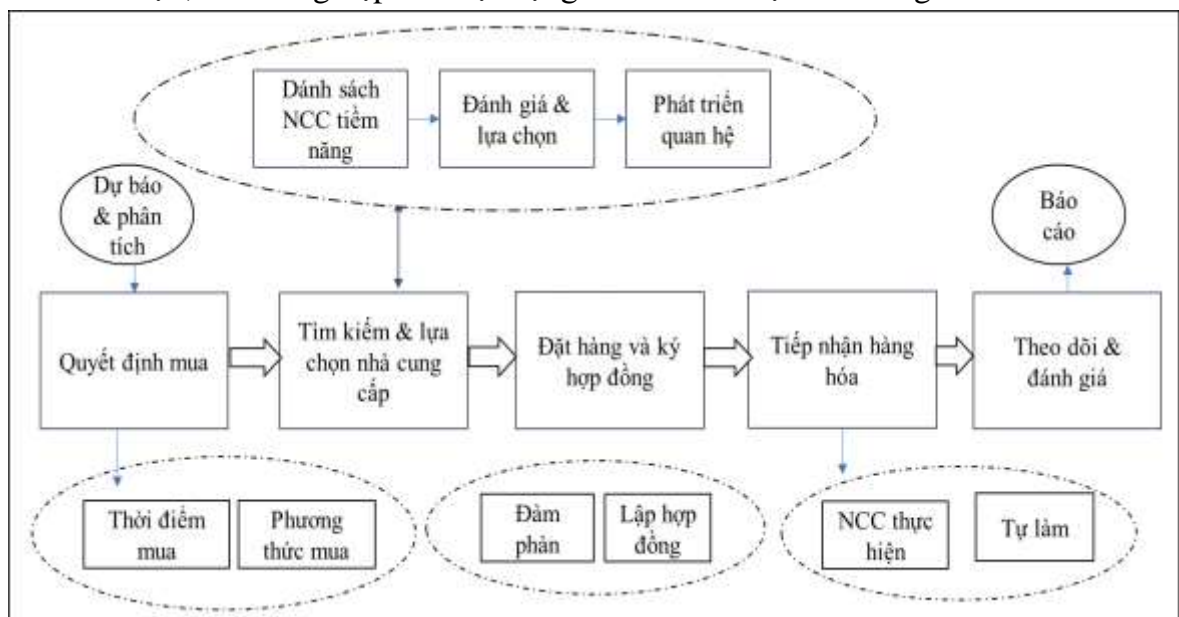 Dánh sách
NCC tiềm
năng
Đánh giá &
lựa chọn
Phát triển
quan hệ
Dự báo
& phân
tích
Báo
cáo
Quyết định mua
Tìm kiếm & lựa
chọn nhà cung
cấp
Đặt hàng và ký
hợp đồng
Tiếp nhận hàng
hóa
Theo dõi &
đánh giá
Thời điểm
mua
Phương
thức mua
Đàm
phàn
Lập hợp
đồng
NCC thực
hiện
Tự làm